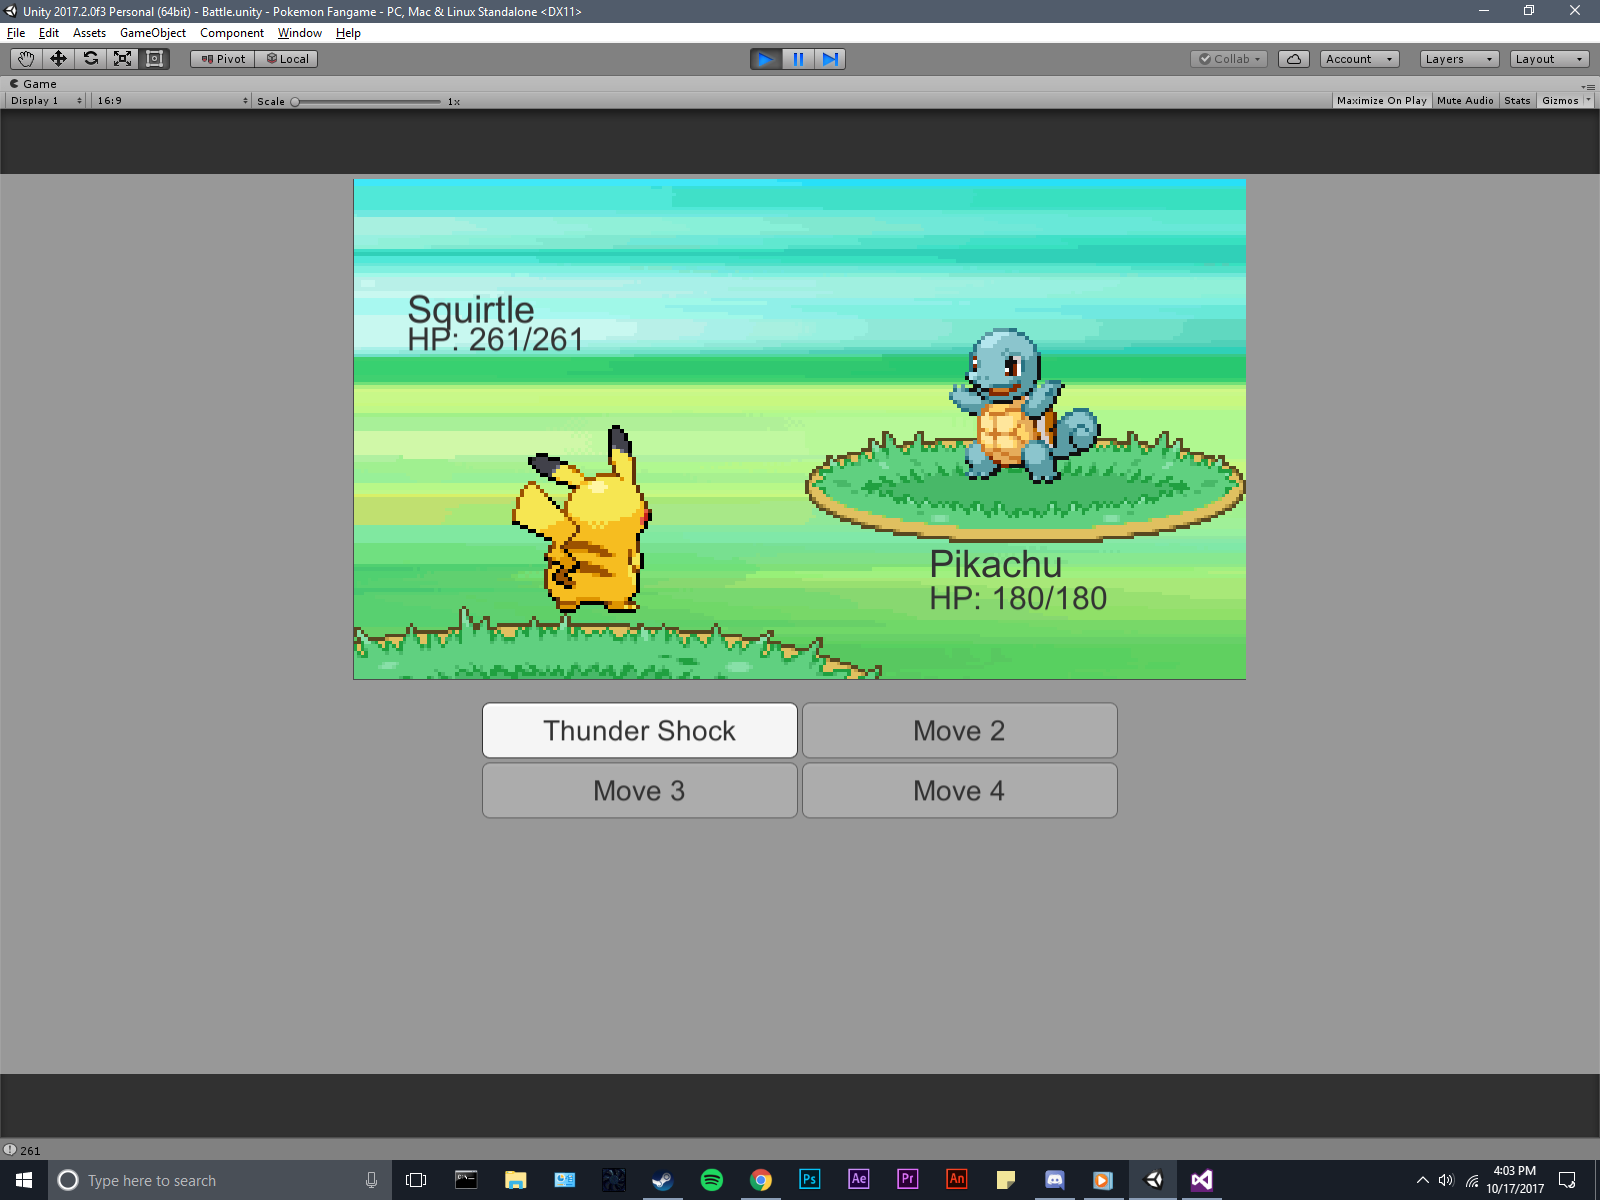 Unity 2017.2.0f3 Personal (64bit) - Battle.unity - Pokemon Fangame - PC, Mac & Linux Standalone <DX11>
File Edit Assets GameObject Component Window Help
Pivot Local Collab Account Layers Layout
Game
Display 1 16:9 Scale 1x Maximize On Play Mute Audio Stats Gizmos
Squirtle
HP: 261/261
Pikachu
HP: 180/180
Thunder Shock Move 2
Move 3 Move 4
261
Type here to search
Ps Ae Pr An
4:03 PM
10/17/2017